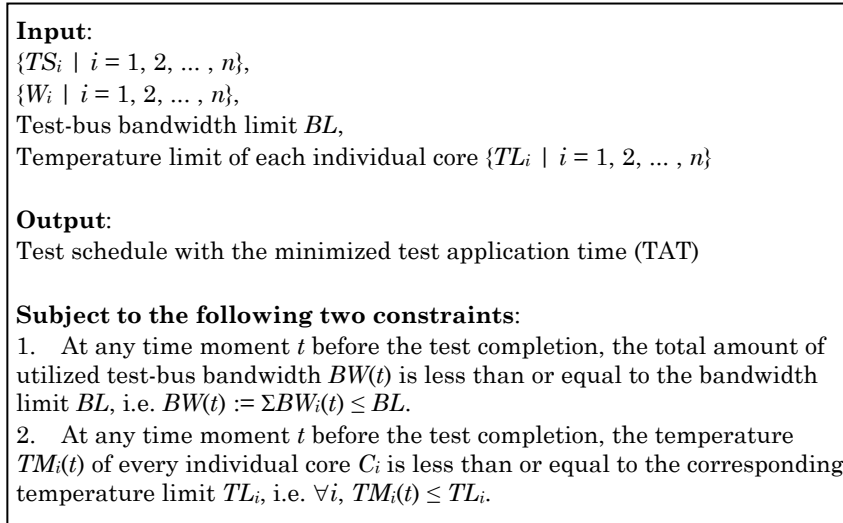 Input:
{TSᵢ | i = 1, 2, ... , n},
{Wᵢ | i = 1, 2, ... , n},
Test-bus bandwidth limit BL,
Temperature limit of each individual core {TLᵢ | i = 1, 2, ... , n}
Output:
Test schedule with the minimized test application time (TAT)
Subject to the following two constraints:
1. At any time moment t before the test completion, the total amount of
utilized test-bus bandwidth BW(t) is less than or equal to the bandwidth
limit BL, i.e. BW(t) := ΣBWᵢ(t) ≤ BL.
2. At any time moment t before the test completion, the temperature
TMᵢ(t) of every individual core Cᵢ is less than or equal to the corresponding
temperature limit TLᵢ, i.e. ∀i, TMᵢ(t) ≤ TLᵢ.